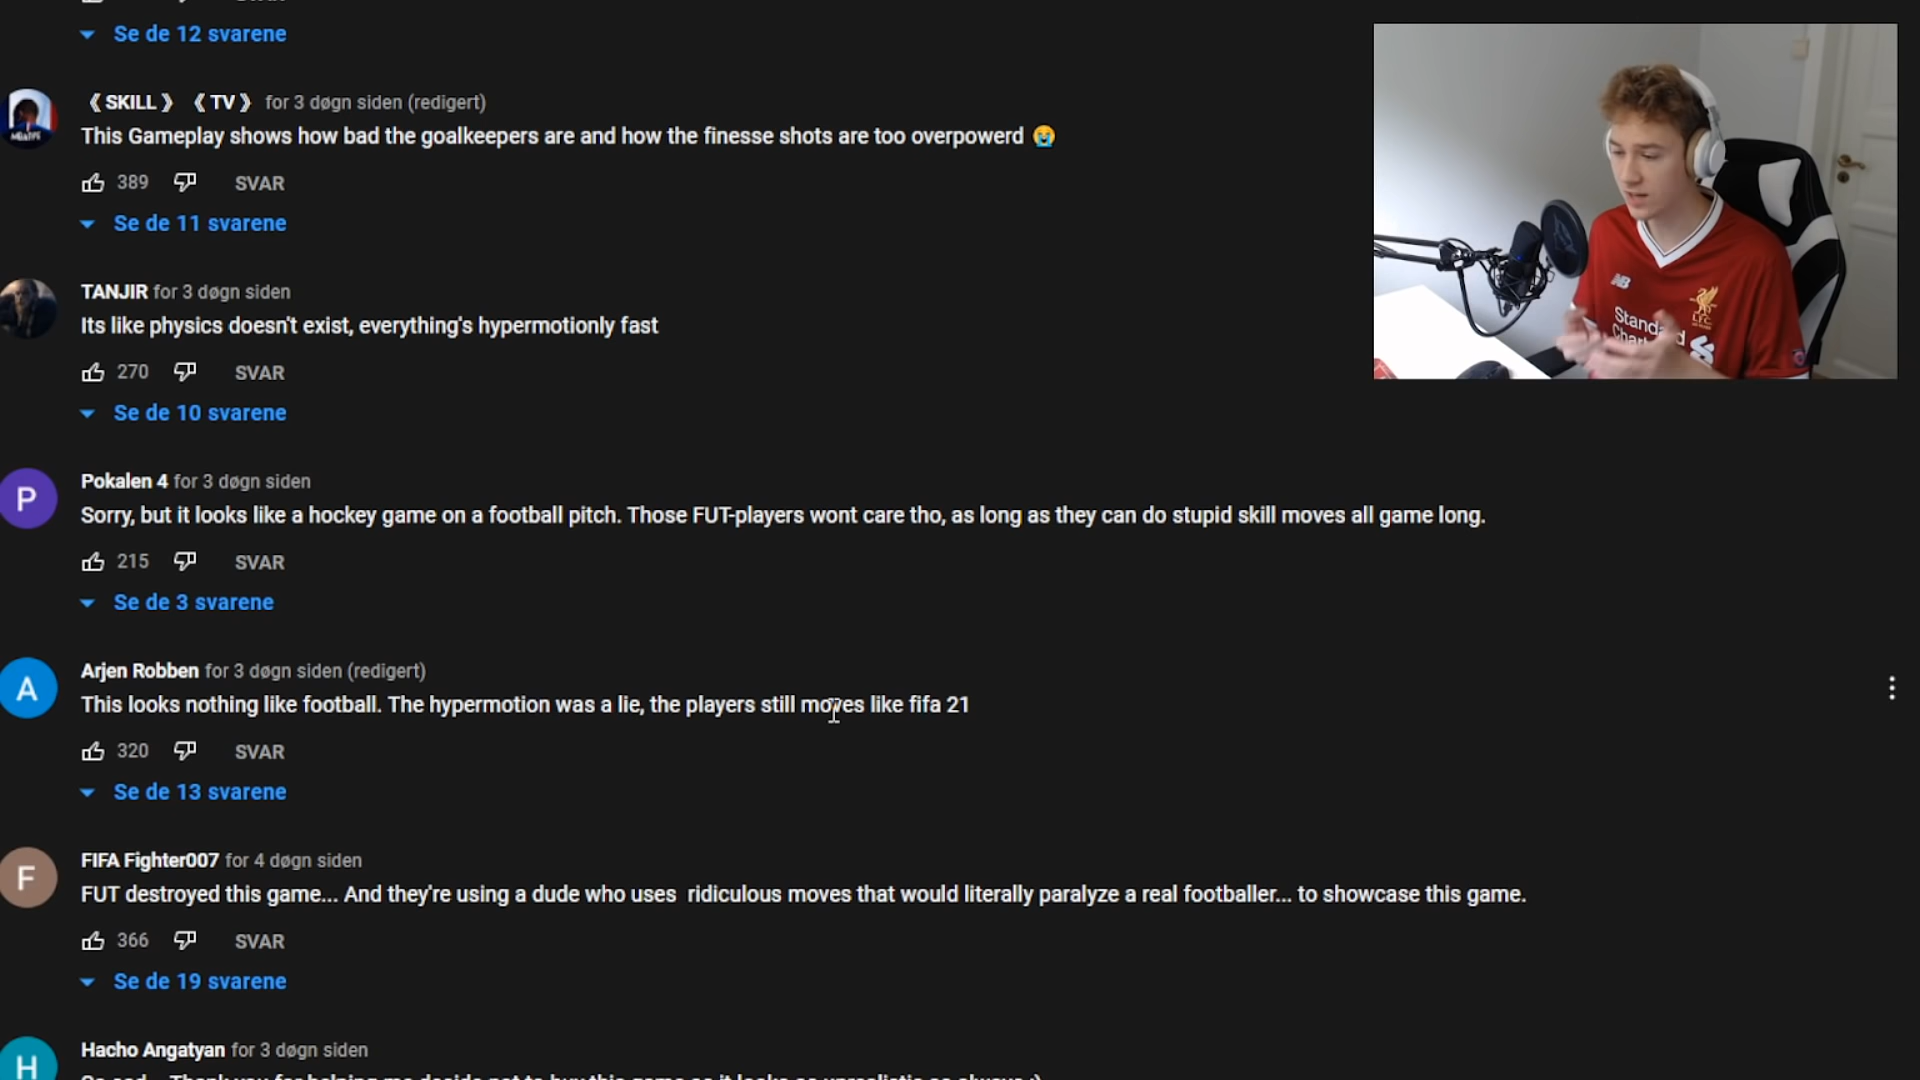 Se de 12 svarene
《 SKILL 》 《 TV 》 for 3 døgn siden (redigert)
This Gameplay shows how bad the goalkeepers are and how the finesse shots are too overpowerd 😭
389 SVAR
Se de 11 svarene
TANJIR for 3 døgn siden
Its like physics doesn't exist, everything's hypermotionly fast
270 SVAR
Se de 10 svarene
P
Pokalen 4 for 3 døgn siden
Sorry, but it looks like a hockey game on a football pitch. Those FUT-players wont care tho, as long as they can do stupid skill moves all game long.
215 SVAR
Se de 3 svarene
A
Arjen Robben for 3 døgn siden (redigert)
This looks nothing like football. The hypermotion was a lie, the players still moves like fifa 21
320 SVAR
Se de 13 svarene
F
FIFA Fighter007 for 4 døgn siden
FUT destroyed this game... And they're using a dude who uses ridiculous moves that would literally paralyze a real footballer... to showcase this game.
366 SVAR
Se de 19 svarene
H
Hacho Angatyan for 3 døgn siden
NB
L.F.C.